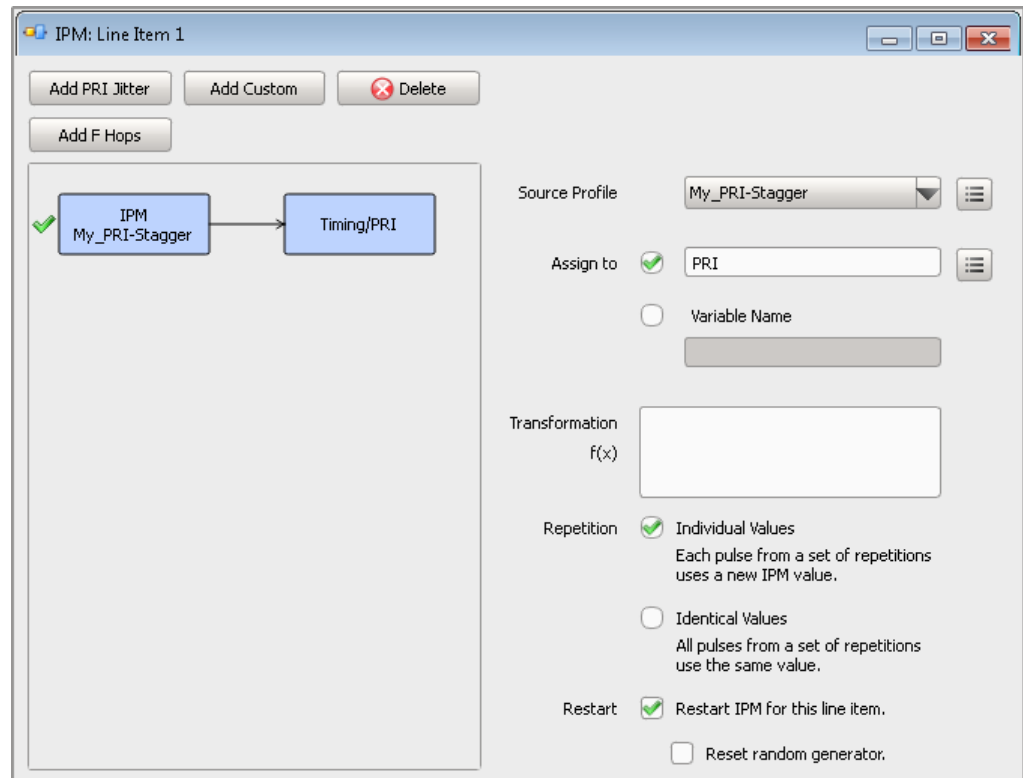 IPM: Line Item 1
Add PRI Jitter
Add Custom
Delete
Add F Hops
IPM
My_PRI-Stagger
Timing/PRI
Source Profile
My_PRI-Stagger
Assign to
PRI
Variable Name
Transformation
f(x)
Repetition
Individual Values
Each pulse from a set of repetitions
uses a new IPM value.
Identical Values
All pulses from a set of repetitions
use the same value.
Restart
Restart IPM for this line item.
Reset random generator.